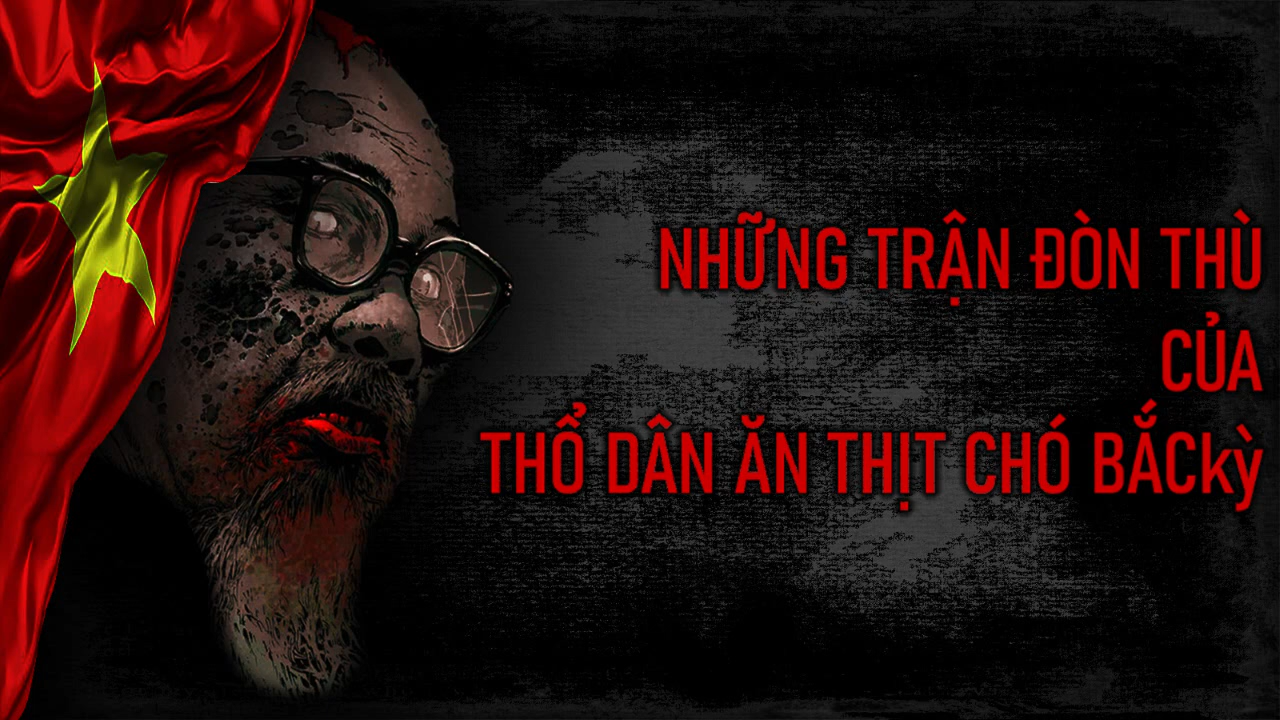 NHỮNG TRẬN ĐÒN THÙ
CỦA
THỔ DÂN ĂN THỊT CHÓ BẮCkỳ